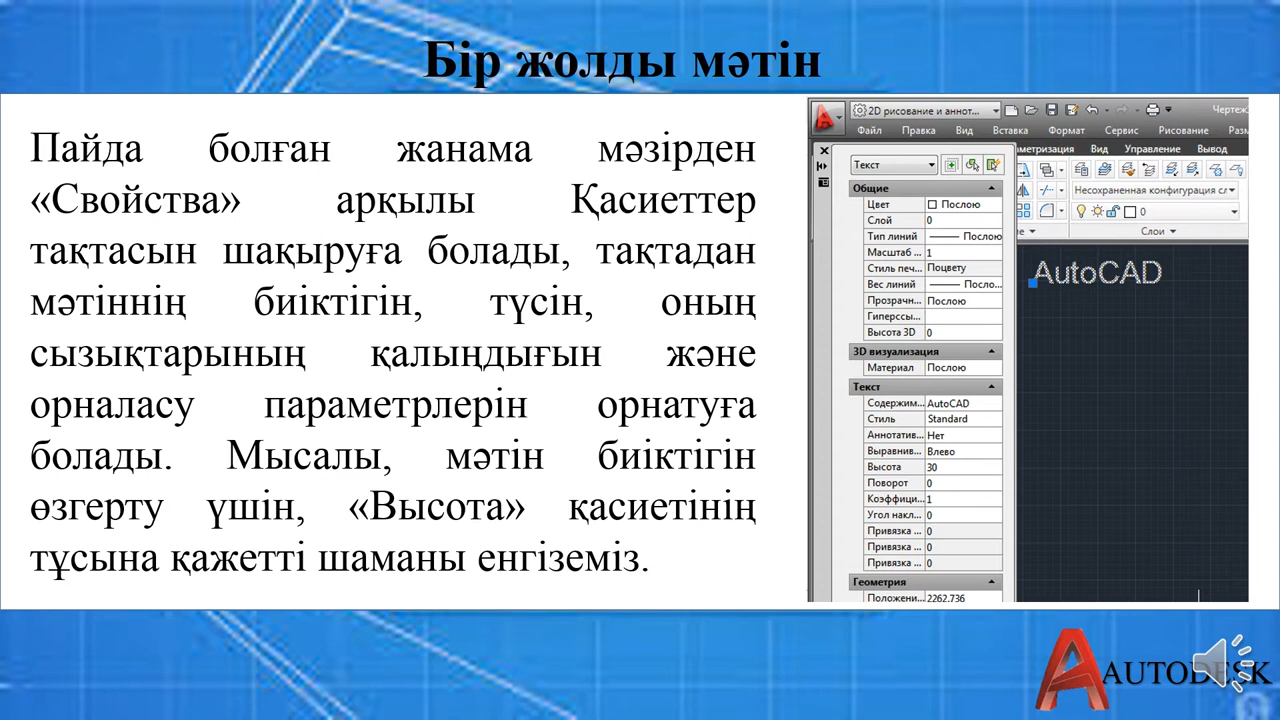 Бір жолды мәтін
Пайда болған жанама мәзірден
«Свойства» арқылы Қасиеттер
тақтасын шақыруға болады, тақтадан
мәтіннің биіктігін, түсін, оның
сызықтарының қалыңдығын және
орналасу параметрлерін орнатуға
болады. Мысалы, мәтін биіктігін
өзгерту үшін, «Высота» қасиетінің
тұсына қажетті шаманы енгіземіз.
2D рисование и аннот...
Чертеж
Файл Правка Вид Вставка Формат Сервис Рисование Разм
аметризация Вид Управление Вывод
Текст
Несохраненная конфигурация сл
0
Слои
Общие
Цвет Послою
Слой 0
Тип линий Послою
Масштаб ... 1
Стиль печ... Поцвету
Вес линий Посло...
Прозрачн... Послою
Гиперссы...
Высота 3D 0
3D визуализация
Материал Послою
Текст
Содержим... AutoCAD
Стиль Standard
Аннотатив... Нет
Выравнив... Влево
Высота 30
Поворот 0
Коэффици... 1
Угол накл... 0
Привязка ... 0
Привязка ... 0
Привязка ... 0
Геометрия
Положени... 2262.736
AutoCAD
AUTODESK